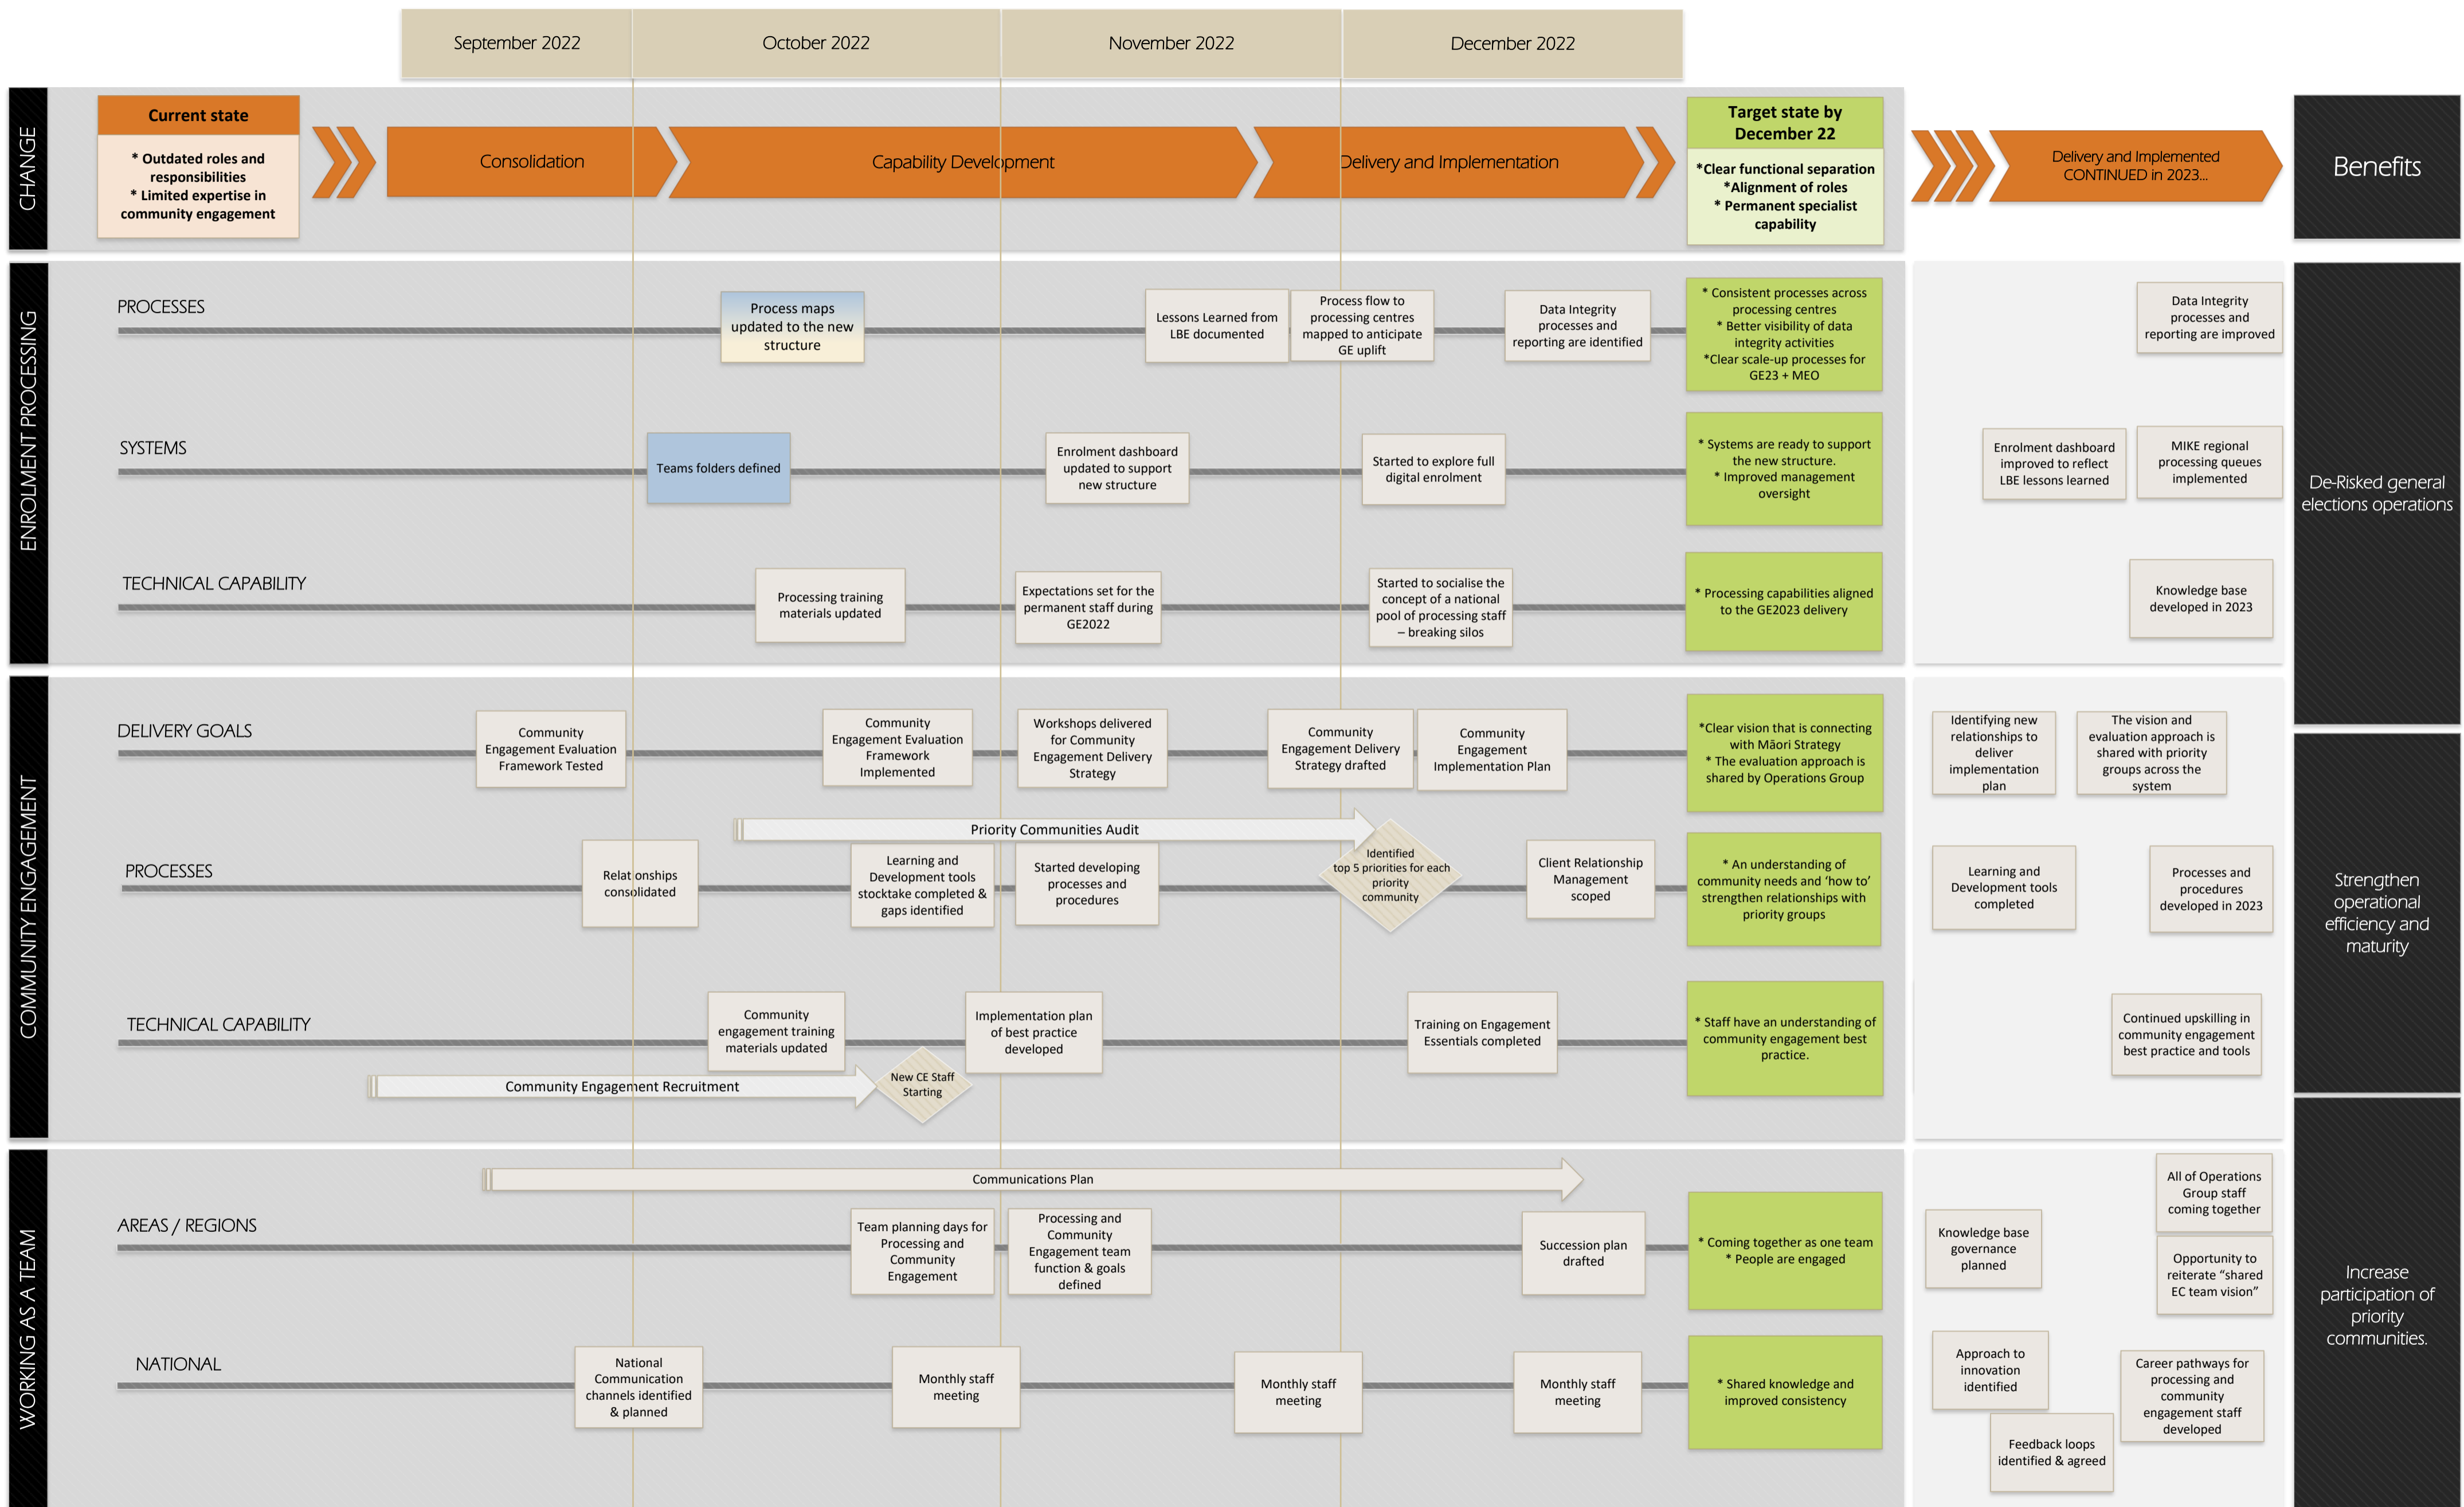 September 2022
October 2022
November 2022
December 2022
CHANGE
Current state
* Outdated roles and
responsibilities
* Limited expertise in
community engagement
Consolidation
Capability Development
Delivery and Implementation
Target state by
December 22
*Clear functional separation
*Alignment of roles
* Permanent specialist
capability
Delivery and Implemented
CONTINUED in 2023...
Benefits
ENROLMENT PROCESSING
PROCESSES
Process maps
updated to the new
structure
Lessons Learned from
LBE documented
Process flow to
processing centres
mapped to anticipate
GE uplift
Data Integrity
processes and
reporting are identified
* Consistent processes across
processing centres
* Better visibility of data
integrity activities
*Clear scale-up processes for
GE23 + MEO
Data Integrity
processes and
reporting are improved
SYSTEMS
Teams folders defined
Enrolment dashboard
updated to support
new structure
Started to explore full
digital enrolment
* Systems are ready to support
the new structure.
* Improved management
oversight
Enrolment dashboard
improved to reflect
LBE lessons learned
MIKE regional
processing queues
implemented
De-Risked general
elections operations
TECHNICAL CAPABILITY
Processing training
materials updated
Expectations set for the
permanent staff during
GE2022
Started to socialise the
concept of a national
pool of processing staff
– breaking silos
* Processing capabilities aligned
to the GE2023 delivery
Knowledge base
developed in 2023
COMMUNITY ENGAGEMENT
DELIVERY GOALS
Community
Engagement Evaluation
Framework Tested
Community
Engagement Evaluation
Framework
Implemented
Workshops delivered
for Community
Engagement Delivery
Strategy
Community
Engagement Delivery
Strategy drafted
Community
Engagement
Implementation Plan
*Clear vision that is connecting
with Māori Strategy
* The evaluation approach is
shared by Operations Group
Identifying new
relationships to
deliver
implementation
plan
The vision and
evaluation approach is
shared with priority
groups across the
system
Priority Communities Audit
PROCESSES
Relationships
consolidated
Learning and
Development tools
stocktake completed &
gaps identified
Started developing
processes and
procedures
Identified
top 5 priorities for each
priority
community
Client Relationship
Management
scoped
* An understanding of
community needs and ‘how to’
strengthen relationships with
priority groups
Learning and
Development tools
completed
Processes and
procedures
developed in 2023
Strengthen
operational
efficiency and
maturity
TECHNICAL CAPABILITY
Community
engagement training
materials updated
Implementation plan
of best practice
developed
Training on Engagement
Essentials completed
* Staff have an understanding of
community engagement best
practice.
Continued upskilling in
community engagement
best practice and tools
Community Engagement Recruitment
New CE Staff
Starting
WORKING AS A TEAM
Communications Plan
AREAS / REGIONS
Team planning days for
Processing and
Community
Engagement
Processing and
Community
Engagement team
function & goals
defined
Succession plan
drafted
* Coming together as one team
* People are engaged
Knowledge base
governance
planned
All of Operations
Group staff
coming together
Opportunity to
reiterate “shared
EC team vision”
Increase
participation of
priority
communities.
NATIONAL
National
Communication
channels identified
& planned
Monthly staff
meeting
Monthly staff
meeting
Monthly staff
meeting
* Shared knowledge and
improved consistency
Approach to
innovation
identified
Career pathways for
processing and
community
engagement staff
developed
Feedback loops
identified & agreed